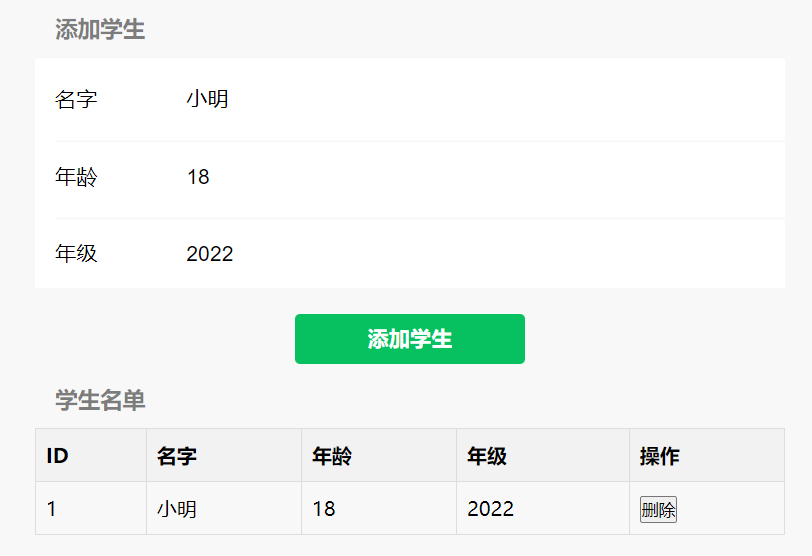 添加学生
名字 小明
年龄 18
年级 2022
添加学生
学生名单
ID 名字 年龄 年级 操作
1 小明 18 2022 删除